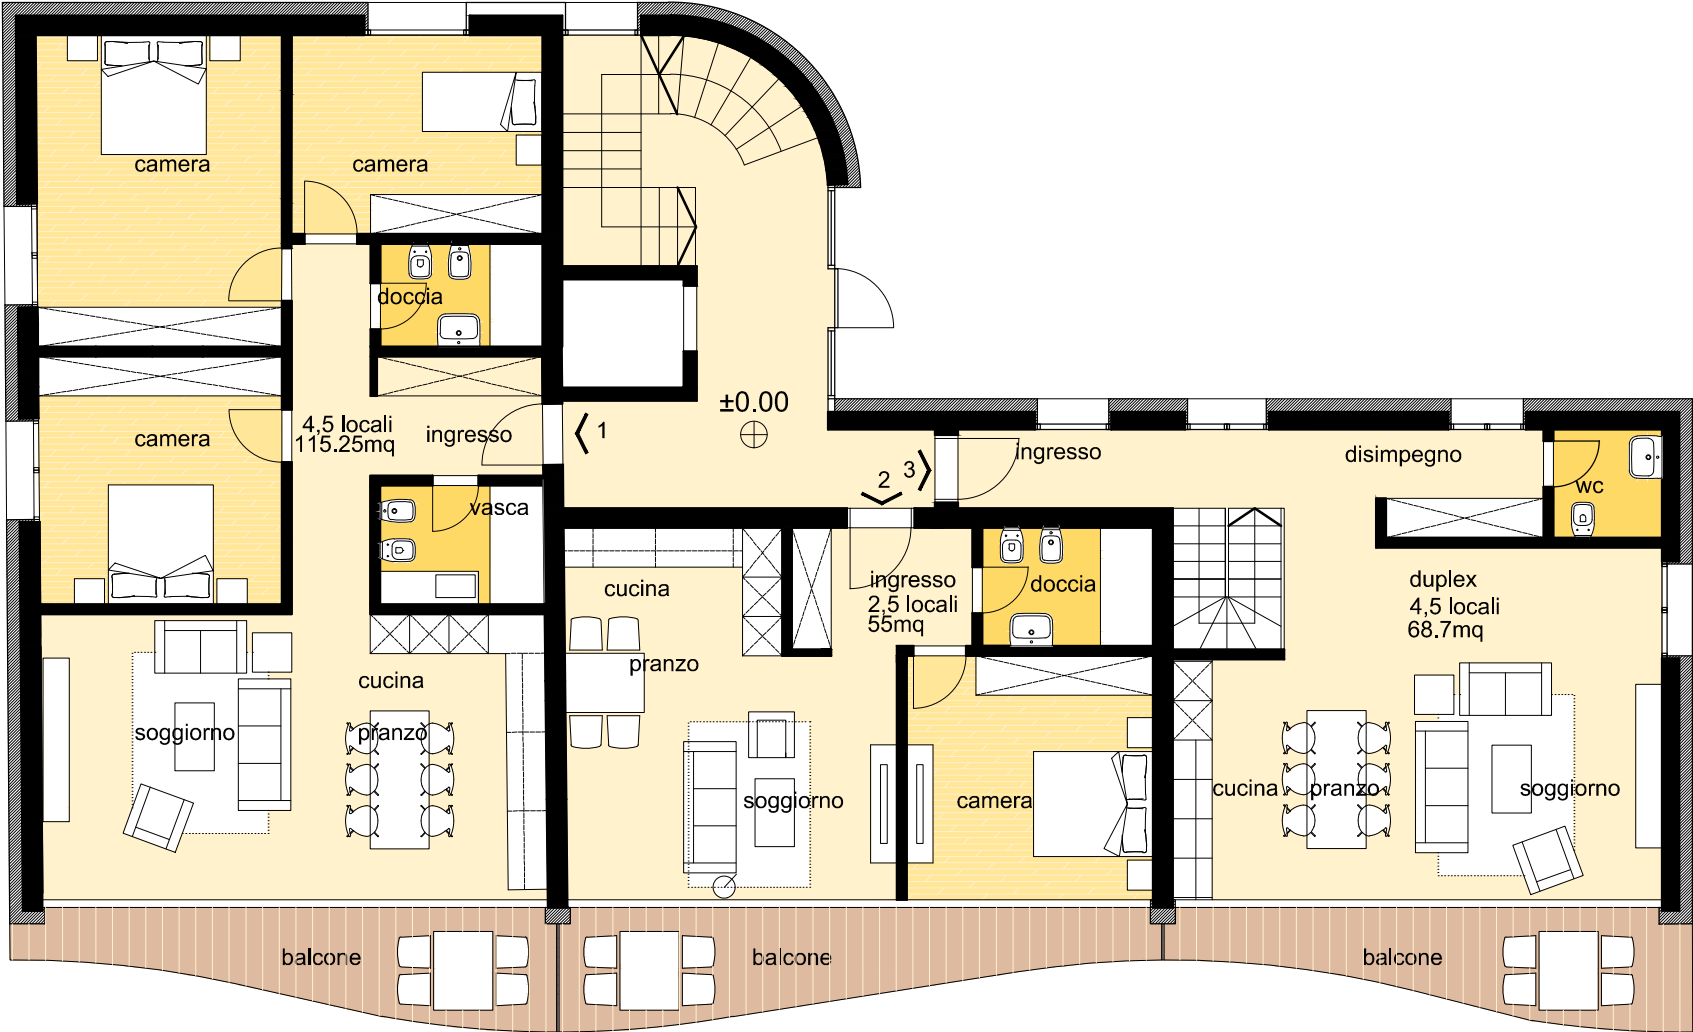 camera
camera
doccia
±0.00
4,5 locali
115.25mq
ingresso
1
camera
2
3
ingresso
disimpegno
wc
vasca
cucina
ingresso
2,5 locali
55mq
doccia
duplex
4,5 locali
68.7mq
pranzo
cucina
soggiorno
pranzo
soggiorno
camera
cucina
pranzo
soggiorno
balcone
balcone
balcone